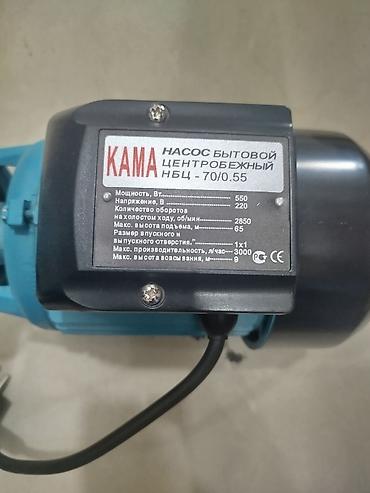 КАМА
НАСОС БЫТОВОЙ
ЦЕНТРОБЕЖНЫЙ
НБЦ - 70/0.55
Мощность, Вт 550
Напряжение, В 220
Количество оборотов
на холостом ходу, об/мин 2850
Макс. высота подъема, м 65
Размер впускного и
выпускного отверстия," 1x1
Макс. производительность, л/час 3000
Макс. высота всасывания, м 9
РСТ CE